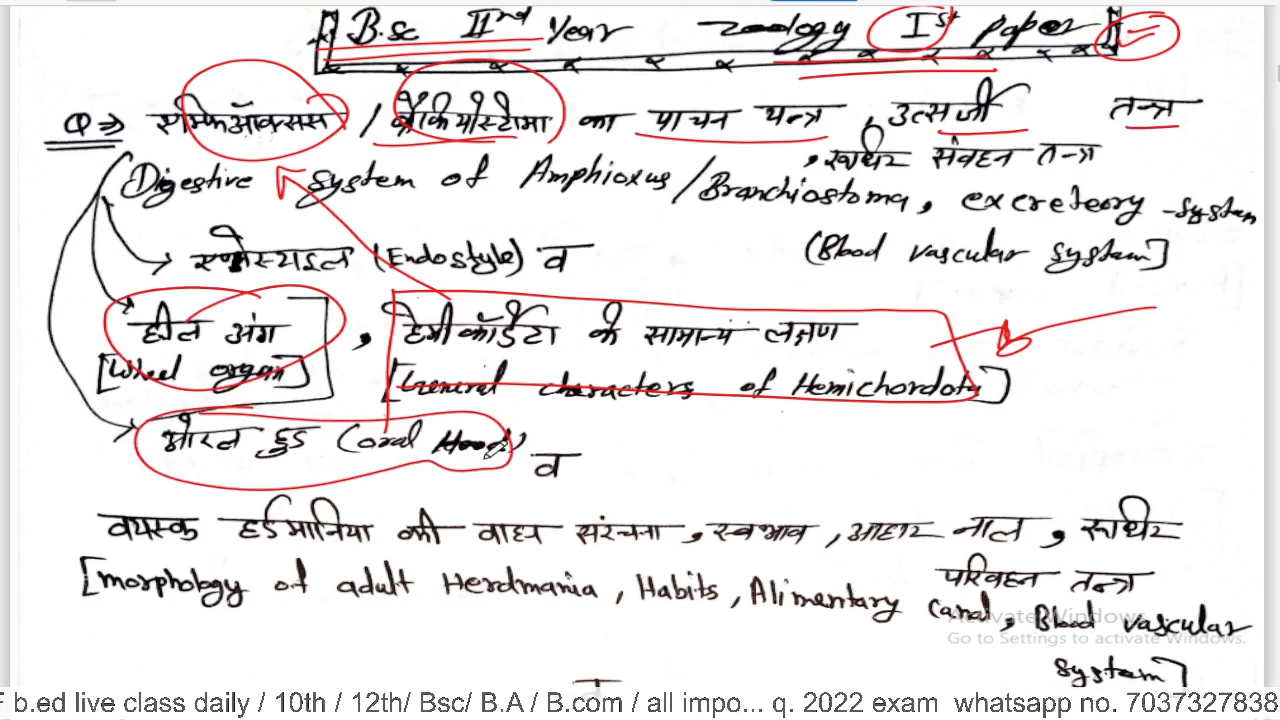 B.sc IInd Year zoology Ist Paper
Q⇒ एम्फिऑक्सस / ब्रेंकियोस्टोमा का पाचन यन्त्र , उत्सर्जी तन्त्र
, रूधिर संवहन तन्त्र
Digestive system of Amphioxus/Branchiostoma, excreteory -system
(Blood vascular system]
→ एण्डोस्टाइल (Endostyle) व
→ ह्वील अंग , हेमीकॉर्डेटा के सामान्य लक्षण
[Wheel organ] [General characters of Hemichordata]
→ ओरल हुड (oral Hood) व
वयस्क हर्डमानिया की वाह्य संरचना , स्वभाव , आहार नाल , रूधिर
परिवहन तन्त्र
[morphology of adult Herdmania , Habits , Alimentary Canal, Blood vascular
system]
Activate Windows
Go to Settings to activate Windows.
F b.ed live class daily / 10th / 12th/ Bsc/ B.A / B.com / all impo... q. 2022 exam whatsapp no. 7037327838